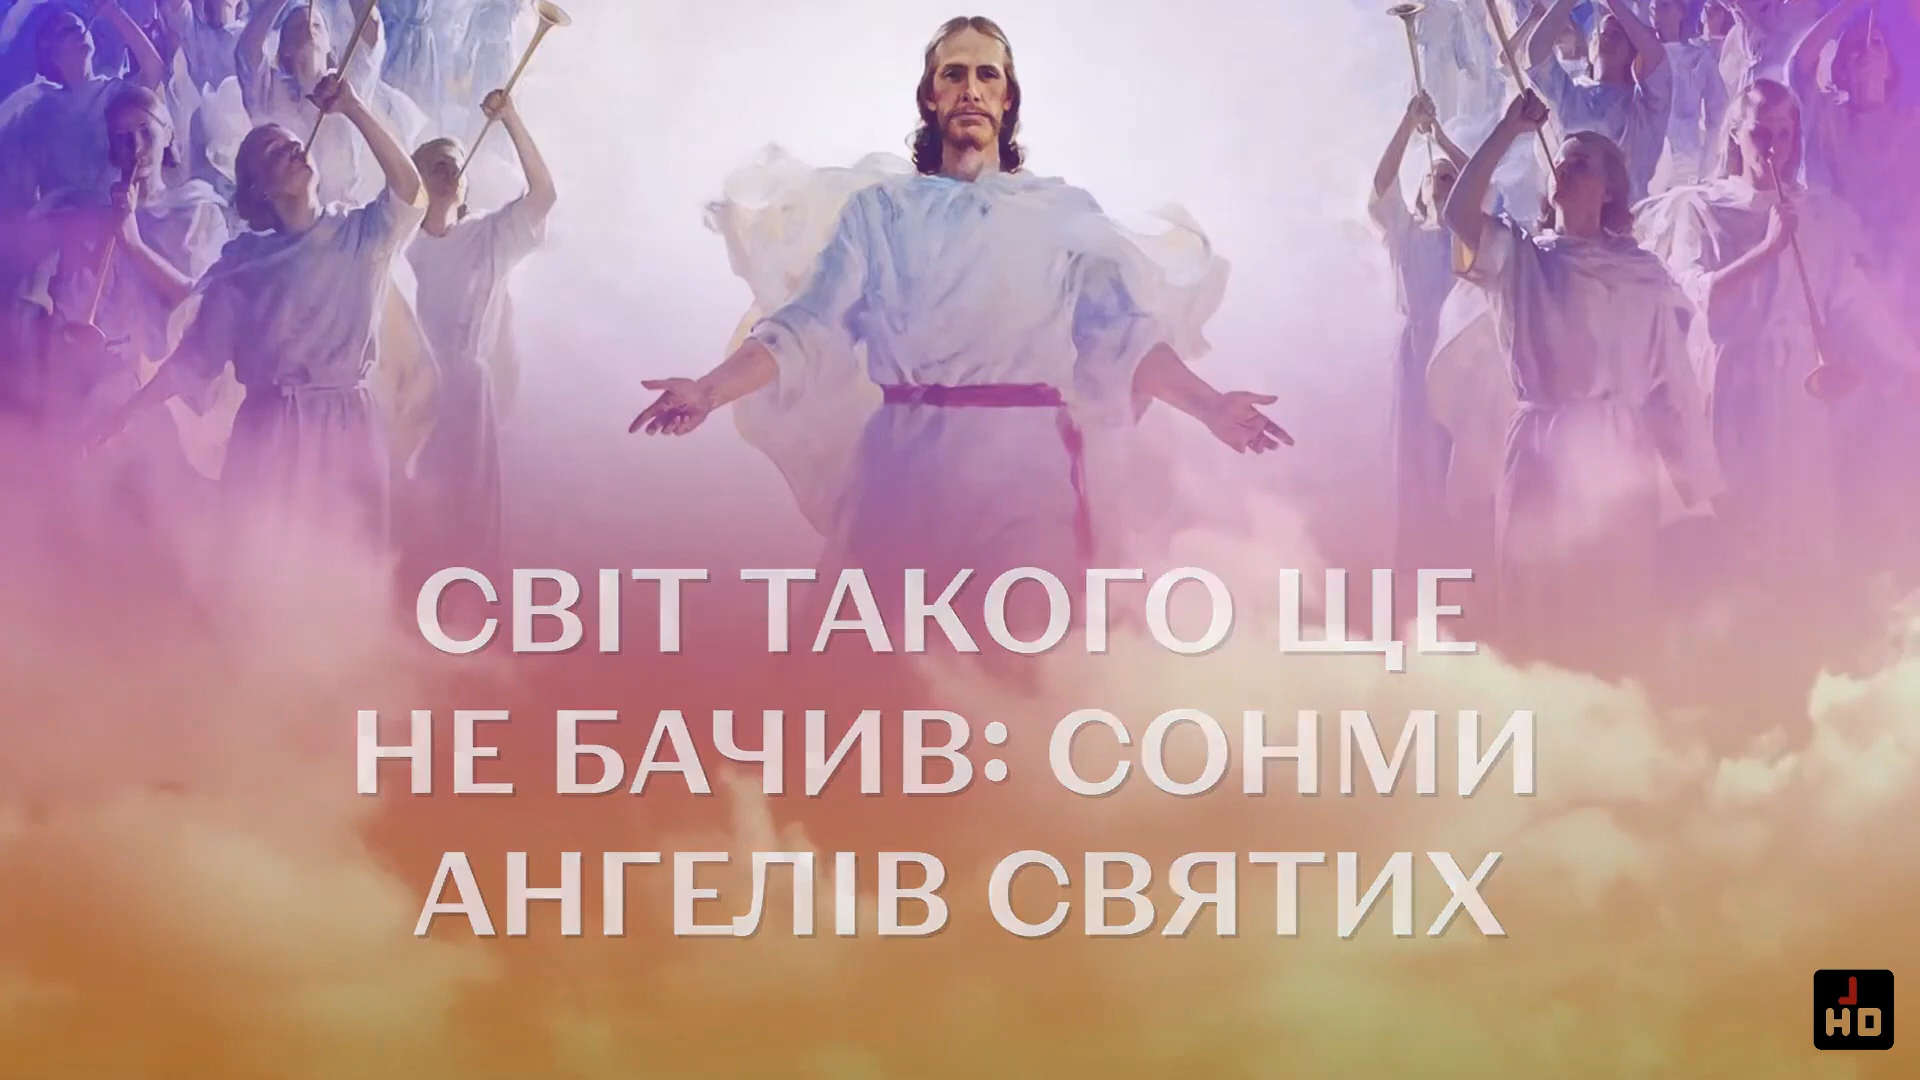 СВІТ ТАКОГО ЩЕ
НЕ БАЧИВ: СОНМИ
АНГЕЛІВ СВЯТИХ